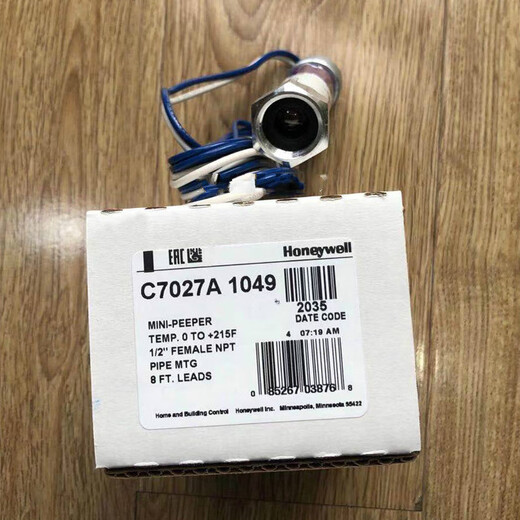 EAC
Honeywell
C7027A 1049
2035
DATE CODE
MINI-PEEPER
4 07:19 AM
TEMP. 0 TO +215F
1/2" FEMALE NPT
PIPE MTG
8 FT. LEADS
0 85267 03876 8
Home and Building Control Honeywell Inc. Minneapolis, Minnesota 55422